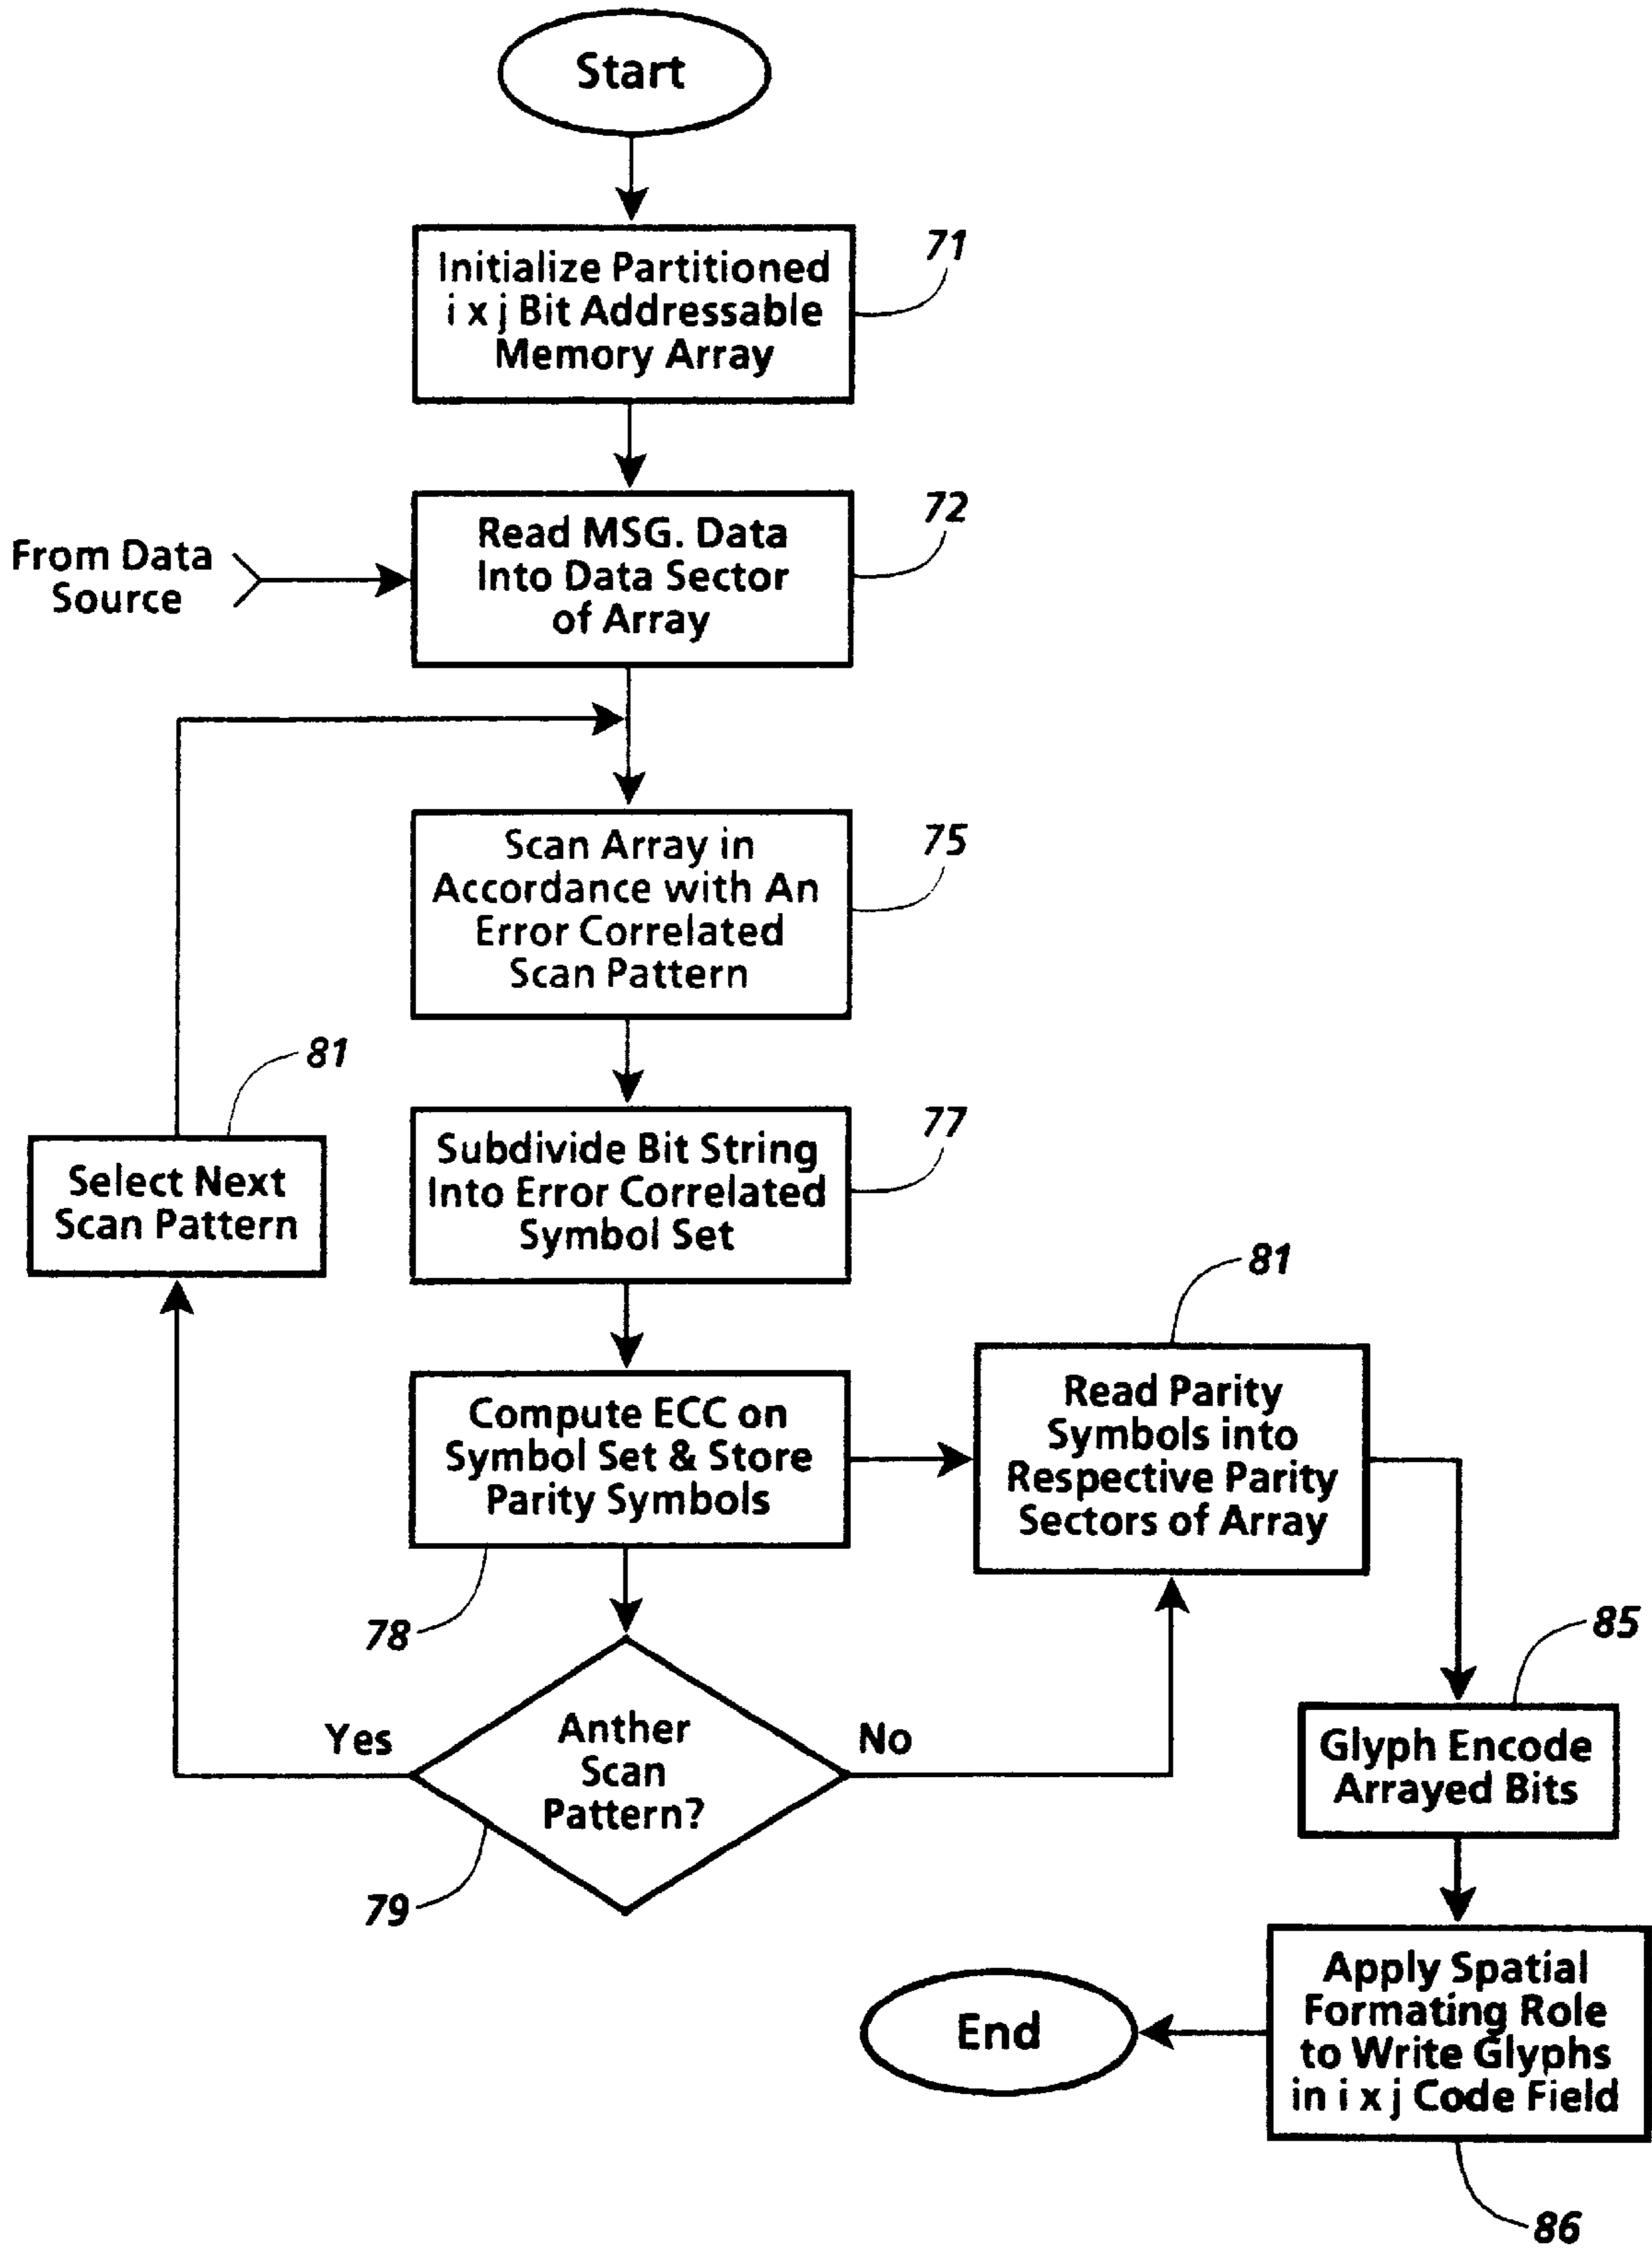 Start
Initialize Partitioned
i x j Bit Addressable
Memory Array
71
Read MSG. Data
Into Data Sector
of Array
72
From Data
Source
Scan Array in
Accordance with An
Error Correlated
Scan Pattern
75
81
Select Next
Scan Pattern
Subdivide Bit String
Into Error Correlated
Symbol Set
77
Compute ECC on
Symbol Set & Store
Parity Symbols
78
81
Read Parity
Symbols into
Respective Parity
Sectors of Array
Yes
Anther
Scan
Pattern?
No
79
85
Glyph Encode
Arrayed Bits
Apply Spatial
Formating Role
to Write Glyphs
in i x j Code Field
86
End